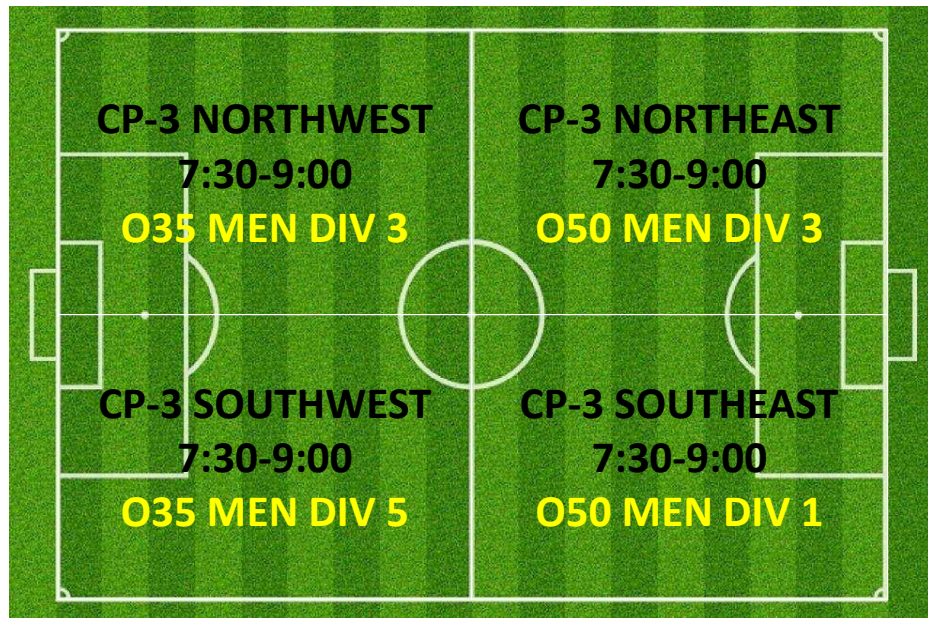 CP-3 NORTHWEST
7:30-9:00
O35 MEN DIV 3
CP-3 NORTHEAST
7:30-9:00
O50 MEN DIV 3
CP-3 SOUTHWEST
7:30-9:00
O35 MEN DIV 5
CP-3 SOUTHEAST
7:30-9:00
O50 MEN DIV 1